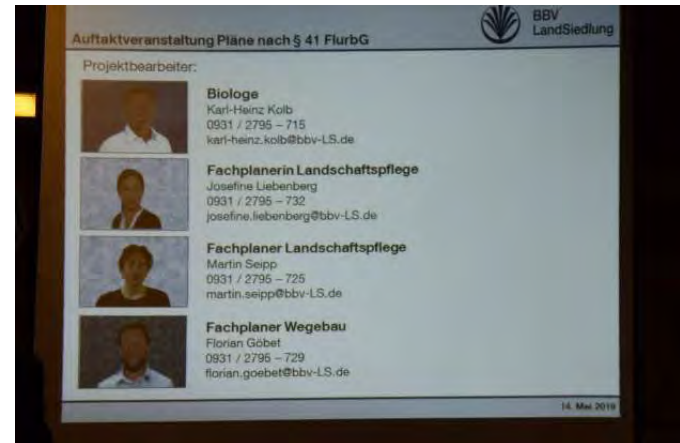 BBV
LandSiedlung
Auftaktveranstaltung Pläne nach § 41 FlurbG
Projektbearbeiter:
Biologe
Karl-Heinz Kolb
0931 / 2795 – 715
karl-heinz.kolb@bbv-LS.de
Fachplanerin Landschaftspflege
Josefine Liebenberg
0931 / 2795 – 732
josefine.liebenberg@bbv-LS.de
Fachplaner Landschaftspflege
Martin Seipp
0931 / 2795 – 725
martin.seipp@bbv-LS.de
Fachplaner Wegebau
Florian Göbet
0931 / 2795 – 729
florian.goebet@bbv-LS.de
14. Mai 2019